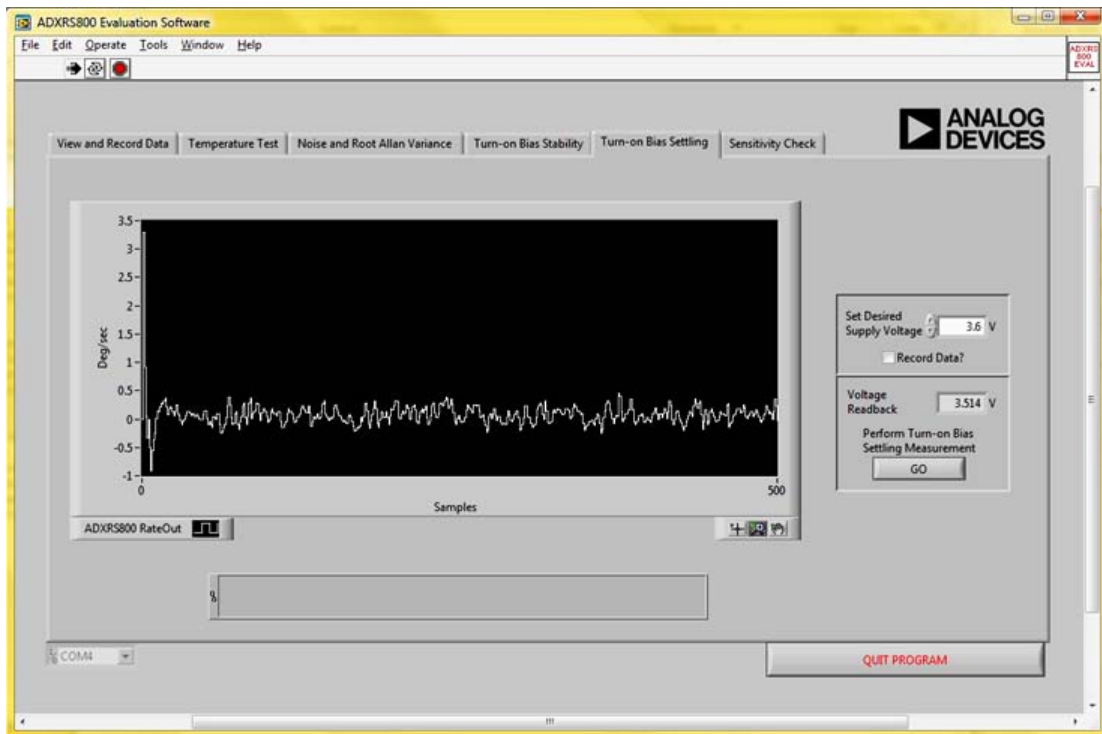 ADXRS800 Evaluation Software
File Edit Operate Tools Window Help
ADXRS
800
EVAL
ANALOG
DEVICES
View and Record Data Temperature Test Noise and Root Allan Variance Turn-on Bias Stability Turn-on Bias Settling Sensitivity Check
3.5
3
2.5
2
1.5
1
0.5
0
-0.5
-1
Deg/sec
0 500
Samples
ADXRS800 RateOut
Set Desired
Supply Voltage 3.6 V
Record Data?
Voltage
Readback 3.514 V
Perform Turn-on Bias
Settling Measurement
GO
%
COM4
QUIT PROGRAM